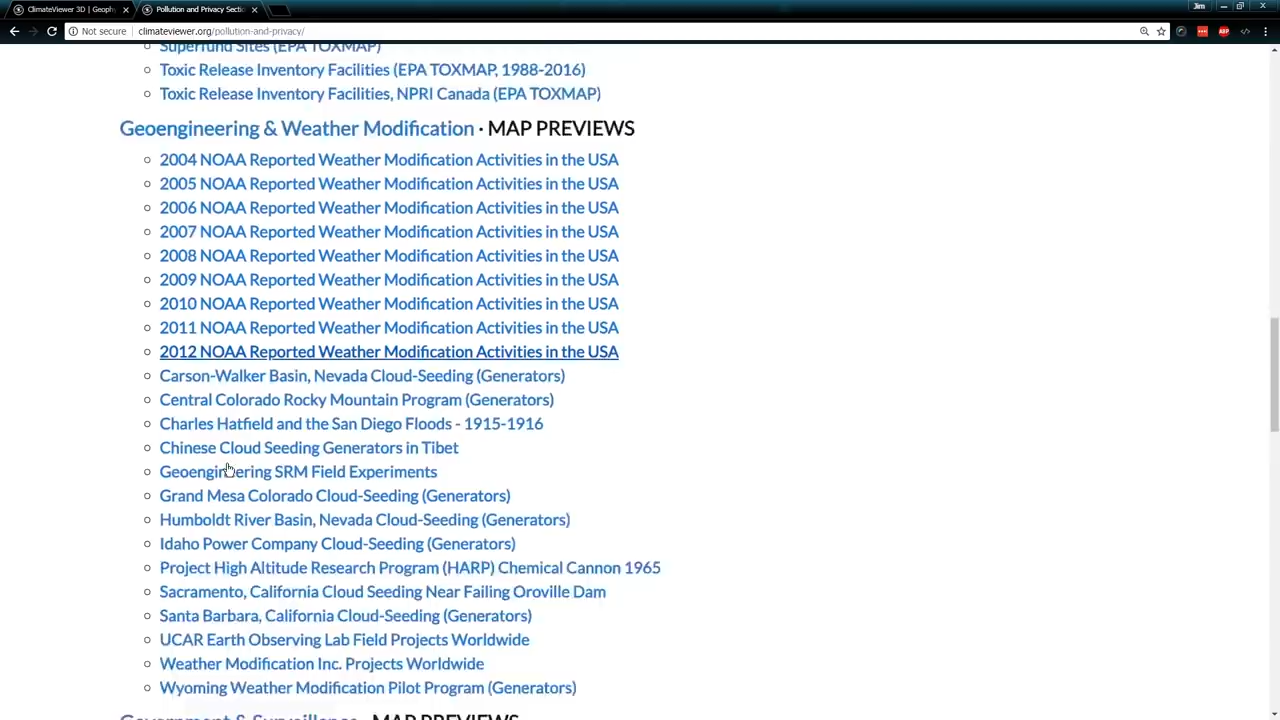 ClimateViewer 3D | Geoph
Pollution and Privacy Secti
Jim
Not secure
climateviewer.org/pollution-and-privacy/
ABP
Superfund Sites (EPA TOXMAP)
Toxic Release Inventory Facilities (EPA TOXMAP, 1988-2016)
Toxic Release Inventory Facilities, NPRI Canada (EPA TOXMAP)
Geoengineering & Weather Modification · MAP PREVIEWS
2004 NOAA Reported Weather Modification Activities in the USA
2005 NOAA Reported Weather Modification Activities in the USA
2006 NOAA Reported Weather Modification Activities in the USA
2007 NOAA Reported Weather Modification Activities in the USA
2008 NOAA Reported Weather Modification Activities in the USA
2009 NOAA Reported Weather Modification Activities in the USA
2010 NOAA Reported Weather Modification Activities in the USA
2011 NOAA Reported Weather Modification Activities in the USA
2012 NOAA Reported Weather Modification Activities in the USA
Carson-Walker Basin, Nevada Cloud-Seeding (Generators)
Central Colorado Rocky Mountain Program (Generators)
Charles Hatfield and the San Diego Floods - 1915-1916
Chinese Cloud Seeding Generators in Tibet
Geoengineering SRM Field Experiments
Grand Mesa Colorado Cloud-Seeding (Generators)
Humboldt River Basin, Nevada Cloud-Seeding (Generators)
Idaho Power Company Cloud-Seeding (Generators)
Project High Altitude Research Program (HARP) Chemical Cannon 1965
Sacramento, California Cloud Seeding Near Failing Oroville Dam
Santa Barbara, California Cloud-Seeding (Generators)
UCAR Earth Observing Lab Field Projects Worldwide
Weather Modification Inc. Projects Worldwide
Wyoming Weather Modification Pilot Program (Generators)
Government & Surveillance · MAP PREVIEWS